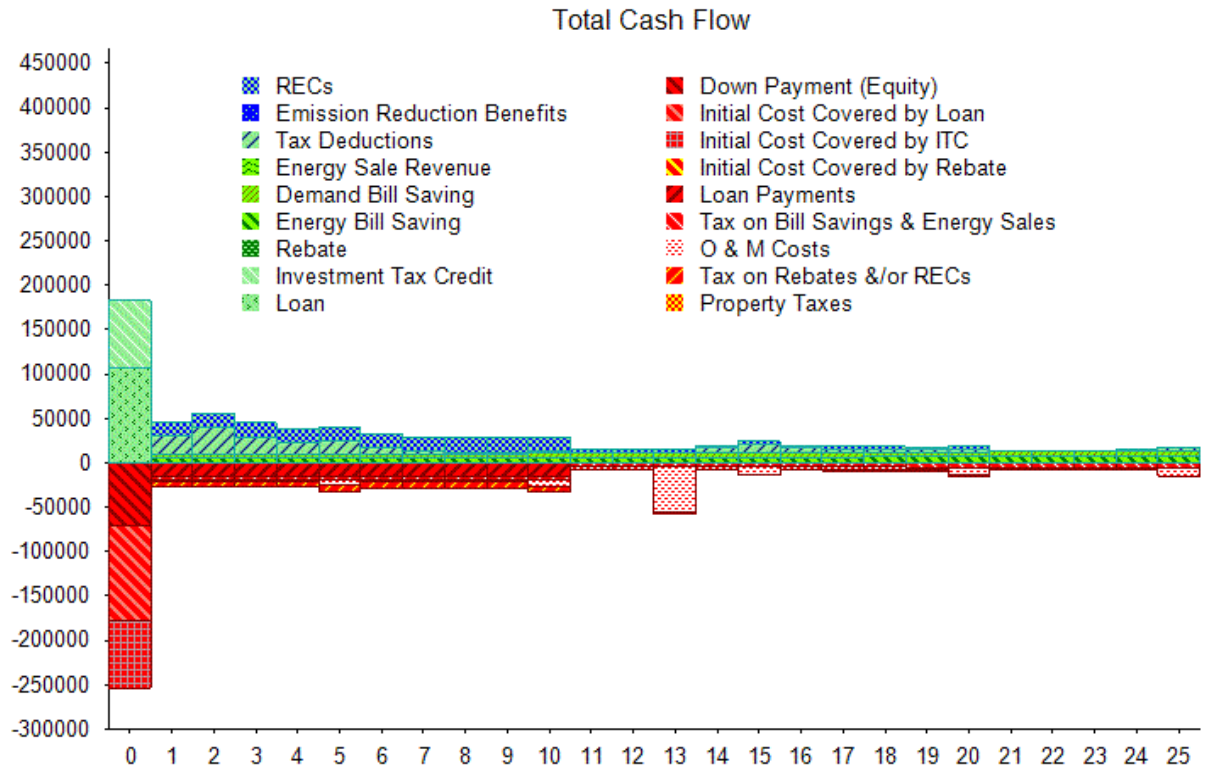 Total Cash Flow
450000
400000
350000
300000
250000
200000
150000
100000
50000
0
-50000
-100000
-150000
-200000
-250000
-300000
RECs
Emission Reduction Benefits
Tax Deductions
Energy Sale Revenue
Demand Bill Saving
Energy Bill Saving
Rebate
Investment Tax Credit
Loan
Down Payment (Equity)
Initial Cost Covered by Loan
Initial Cost Covered by ITC
Initial Cost Covered by Rebate
Loan Payments
Tax on Bill Savings & Energy Sales
O & M Costs
Tax on Rebates &/or RECs
Property Taxes
0 1 2 3 4 5 6 7 8 9 10 11 12 13 14 15 16 17 18 19 20 21 22 23 24 25